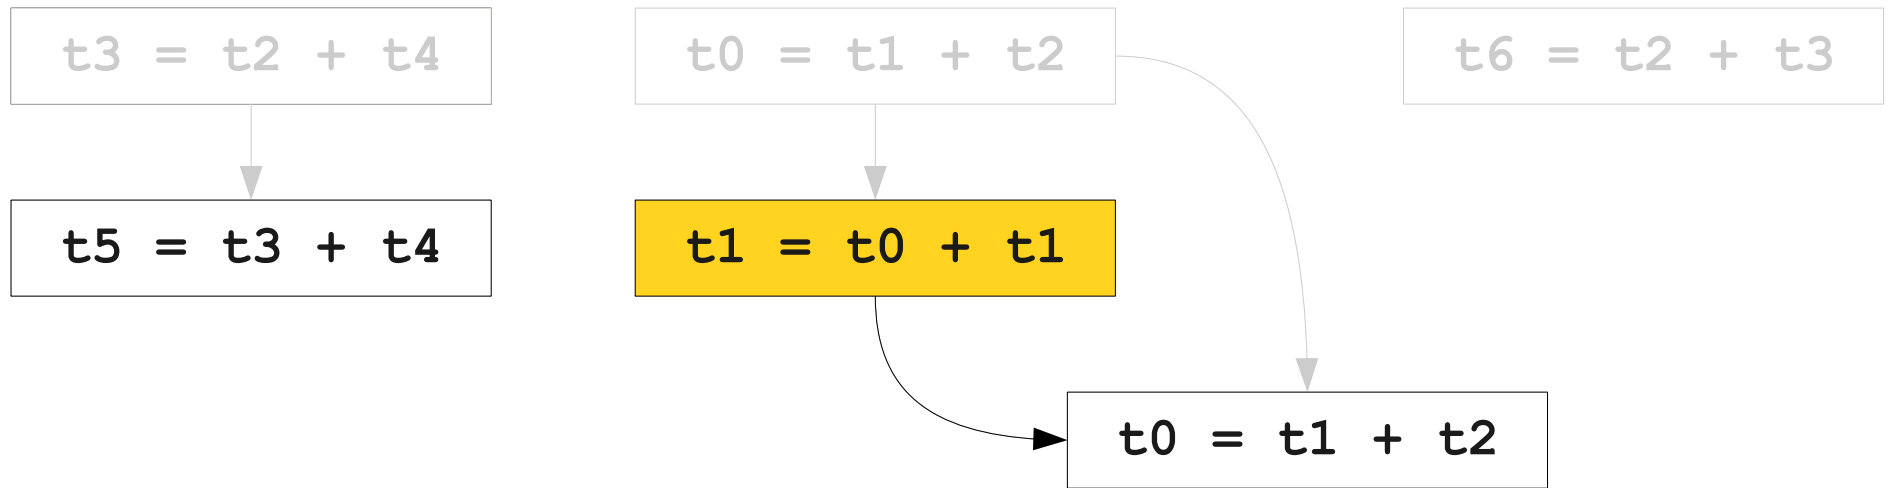 t3 = t2 + t4
t0 = t1 + t2
t6 = t2 + t3
t5 = t3 + t4
t1 = t0 + t1
t0 = t1 + t2